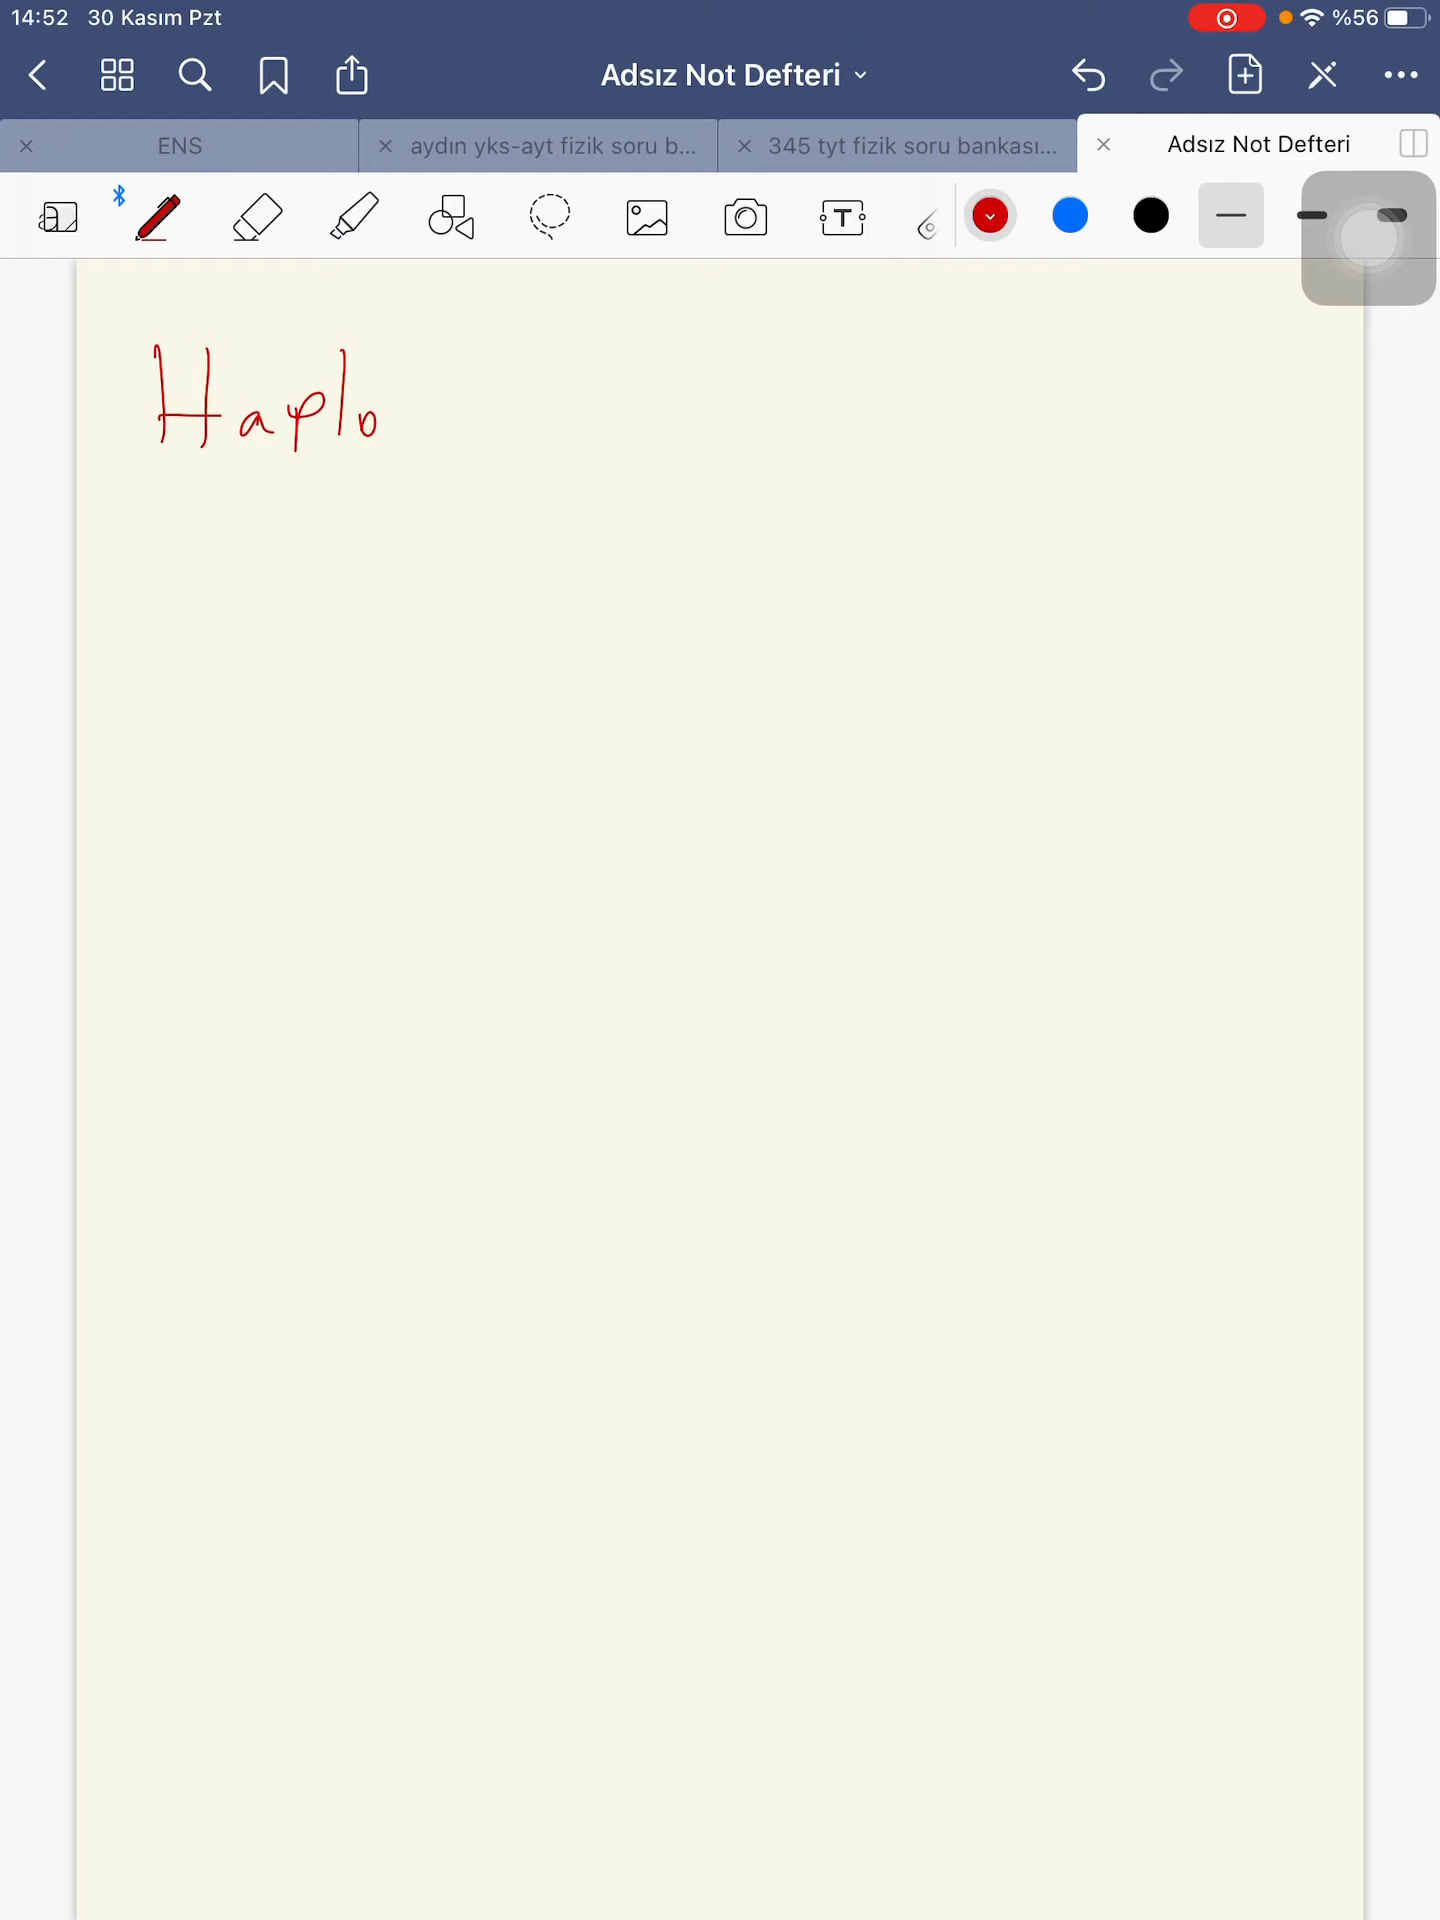 14:52 30 Kasım Pzt %56
Adsız Not Defteri
ENS
aydın yks-ayt fizik soru b...
345 tyt fizik soru bankası...
Adsız Not Defteri
Haplo